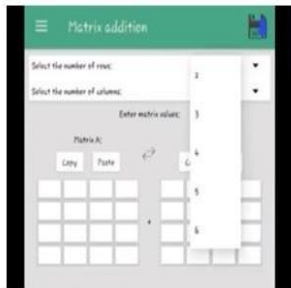 Matrix addition
Select the number of rows:
2
Select the number of columns:
Enter matrix values:
3
Matrix A:
Copy
Paste
4
5
6